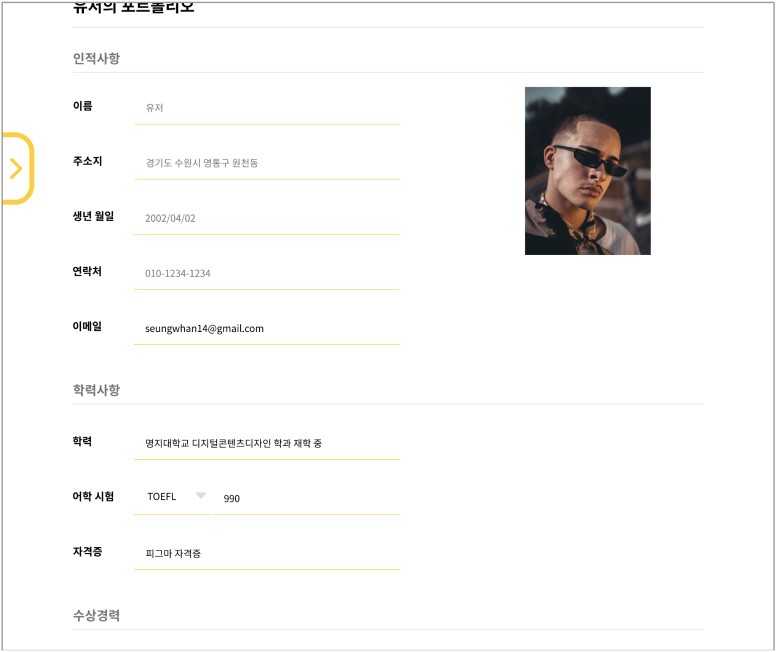 유저의 포트폴리오
인적사항
이름 유저
주소지 경기도 수원시 영통구 원천동
생년 월일 2002/04/02
연락처 010-1234-1234
이메일 seungwhan14@gmail.com
학력사항
학력 명지대학교 디지털콘텐츠디자인 학과 재학 중
어학 시험 TOEFL 990
자격증 피그마 자격증
수상경력